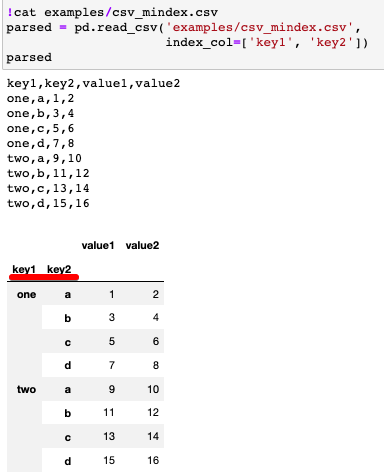 !cat examples/csv_mindex.csv
parsed = pd.read_csv('examples/csv_mindex.csv',
index_col=['key1', 'key2'])
parsed
key1,key2,value1,value2
one,a,1,2
one,b,3,4
one,c,5,6
one,d,7,8
two,a,9,10
two,b,11,12
two,c,13,14
two,d,15,16
value1 value2
key1 key2
one a 1 2
b 3 4
c 5 6
d 7 8
two a 9 10
b 11 12
c 13 14
d 15 16